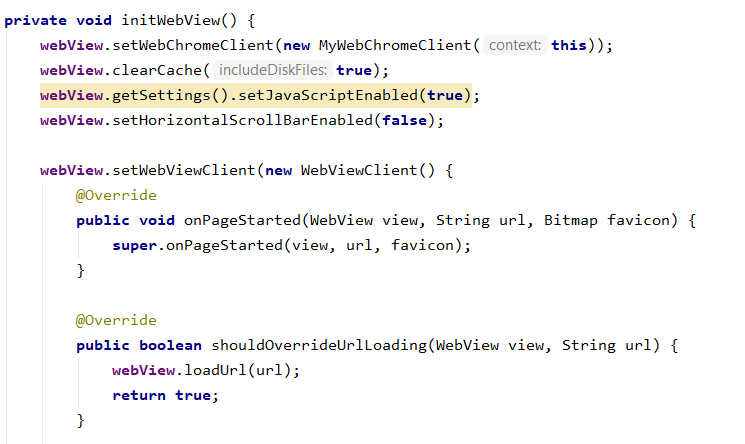 private void initWebView() {
    webView.setWebChromeClient(new MyWebChromeClient( context: this));
    webView.clearCache( includeDiskFiles: true);
    webView.getSettings().setJavaScriptEnabled(true);
    webView.setHorizontalScrollBarEnabled(false);

    webView.setWebViewClient(new WebViewClient() {
        @Override
        public void onPageStarted(WebView view, String url, Bitmap favicon) {
            super.onPageStarted(view, url, favicon);
        }

        @Override
        public boolean shouldOverrideUrlLoading(WebView view, String url) {
            webView.loadUrl(url);
            return true;
        }